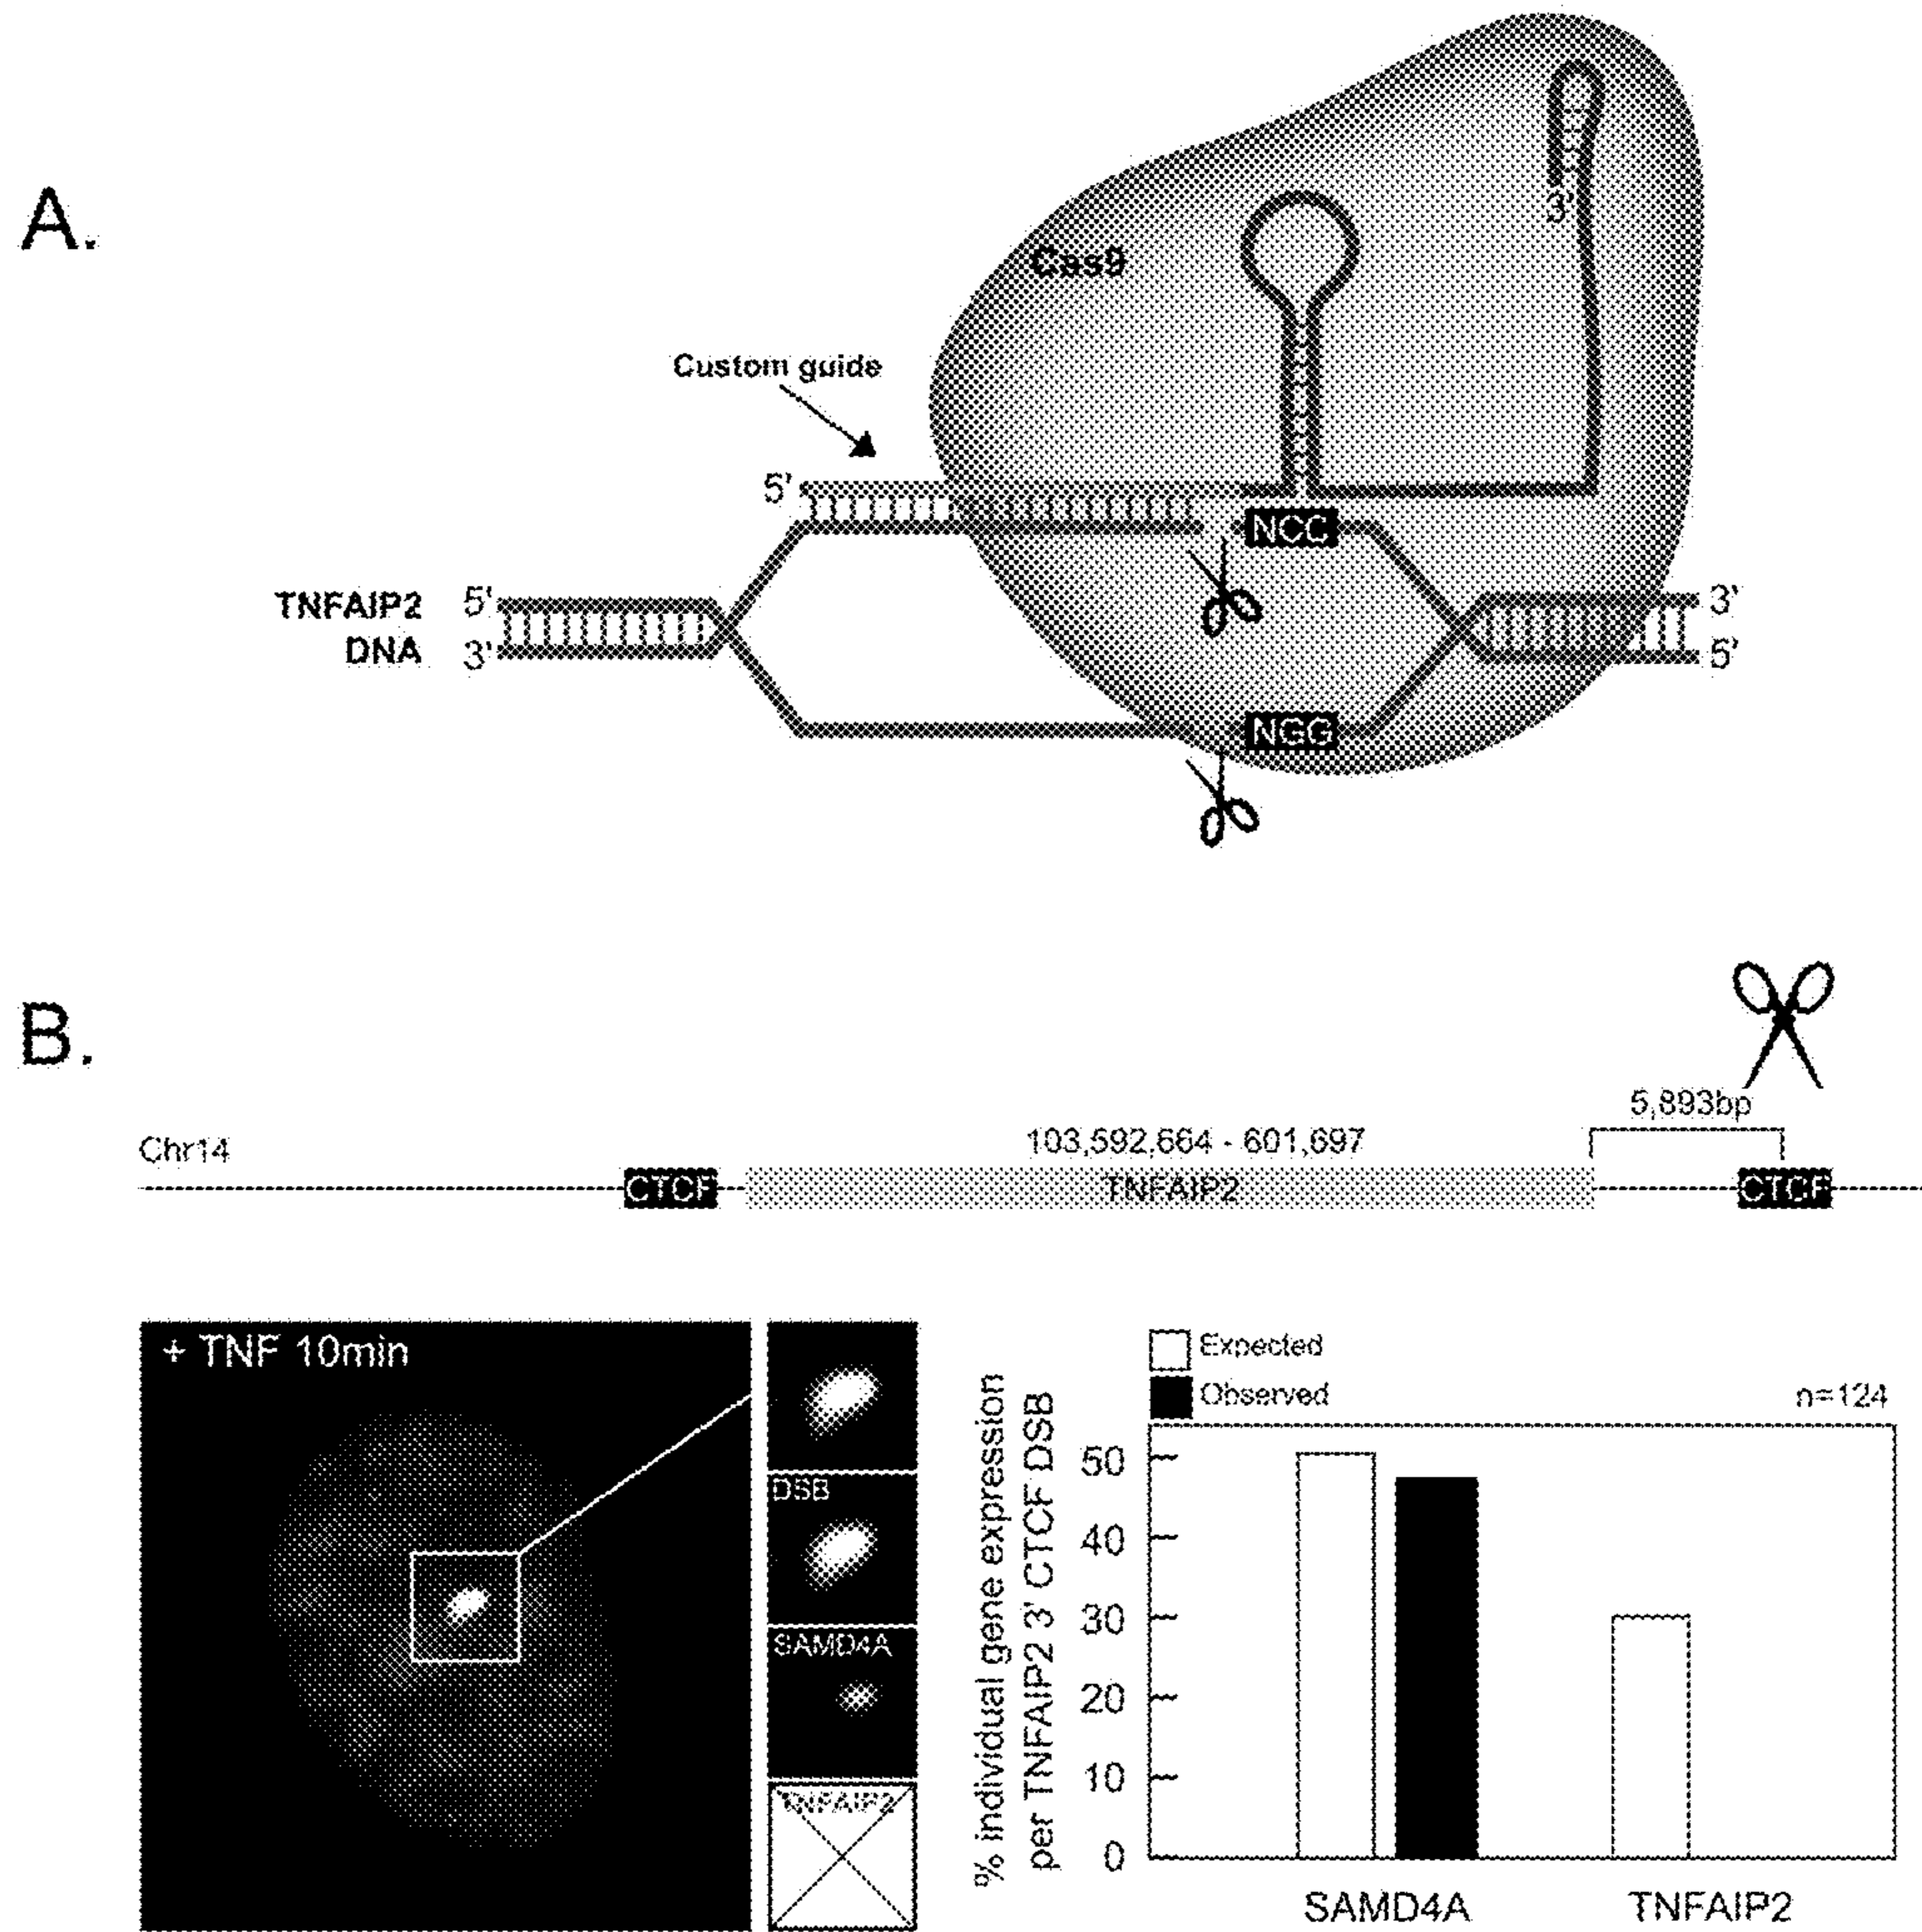 A.
Cas9
3'
Custom guide
5'
NCC
TNFAIP2
DNA
5'
3'
3'
5'
NGG
B.
5,893bp
Chr14
103,592,664 - 601,697
CTCF
TNFAIP2
CTCF
+ TNF 10min
DSB
SAMD4A
TNFAIP2
Expected
Observed
n=124
% individual gene expression
per TNFAIP2 3' CTCF DSB
50
40
30
20
10
0
SAMD4A
TNFAIP2